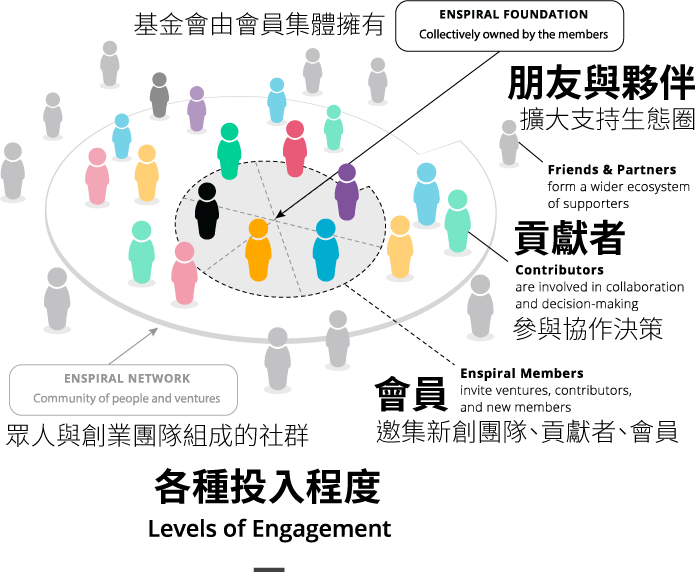 基金會由會員集體擁有
ENSPIRAL FOUNDATION
Collectively owned by the members
朋友與夥伴
擴大支持生態圈
Friends & Partners
form a wider ecosystem
of supporters
貢獻者
Contributors
are involved in collaboration
and decision-making
參與協作決策
ENSPIRAL NETWORK
Community of people and ventures
眾人與創業團隊組成的社群
會員
Enspiral Members
invite ventures, contributors,
and new members
邀集新創團隊、貢獻者、會員
各種投入程度
Levels of Engagement